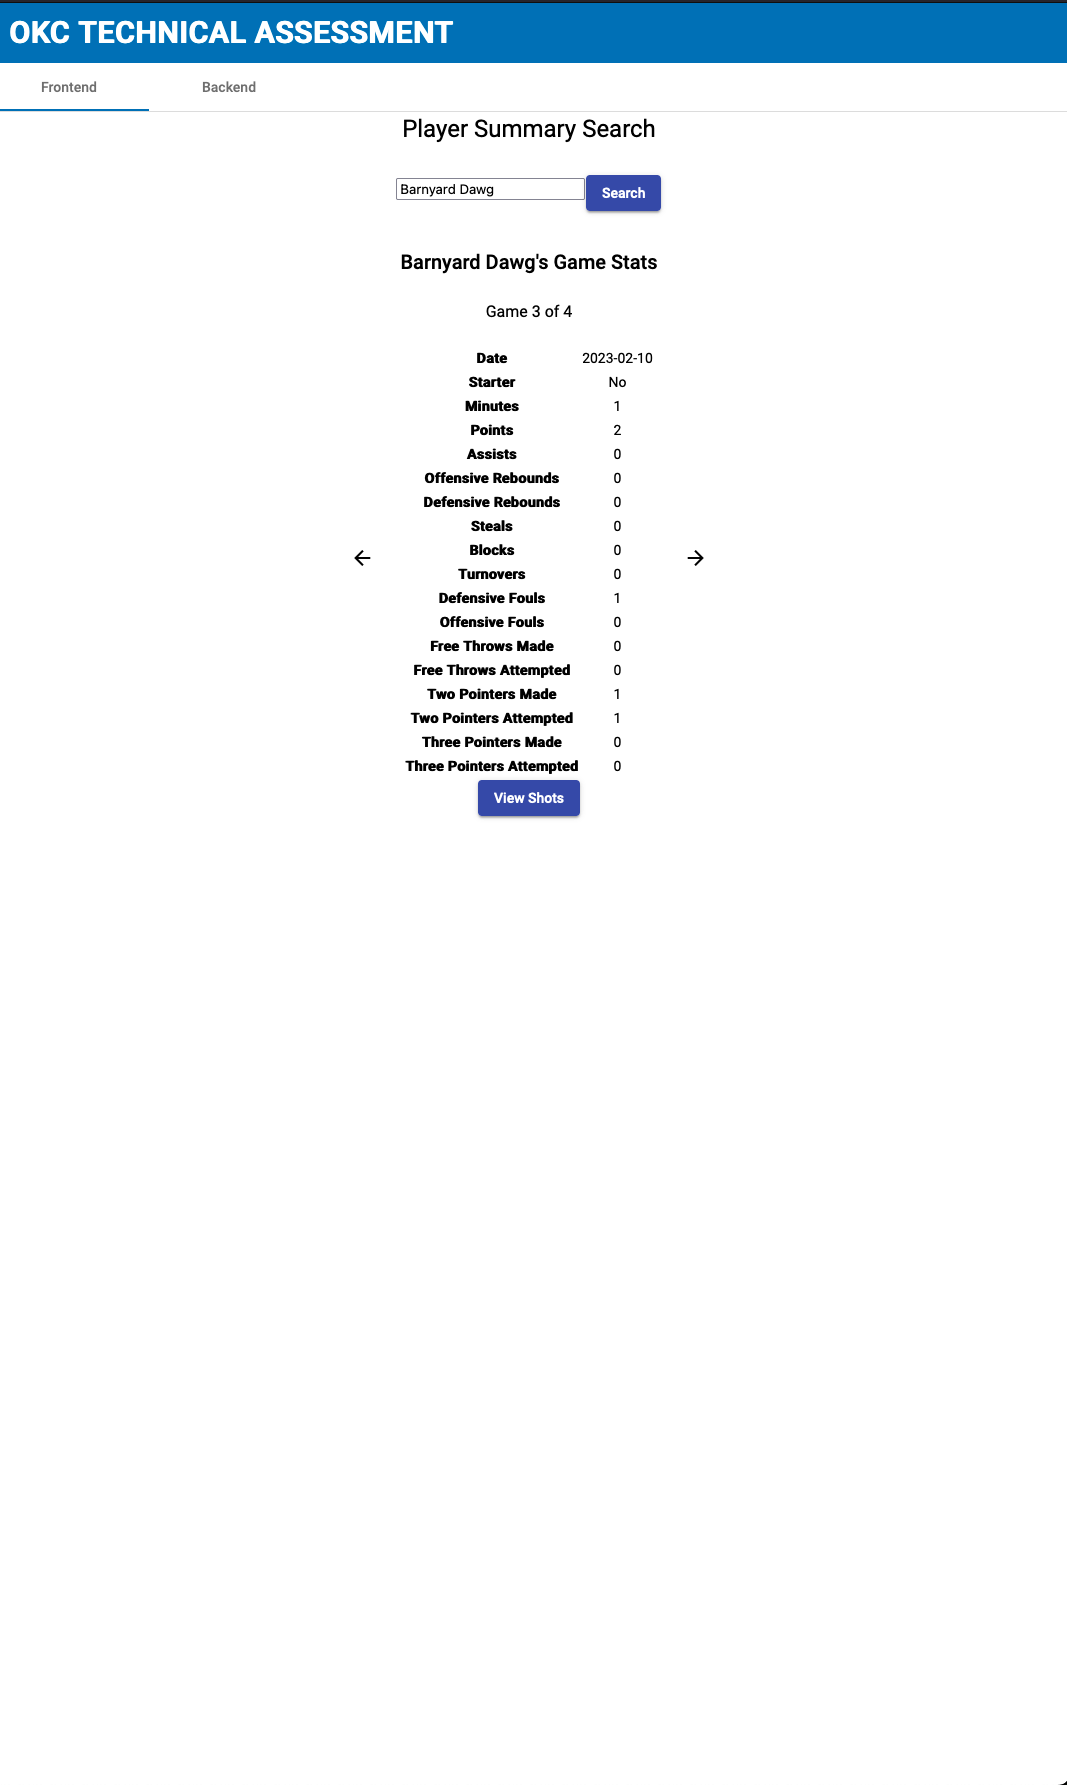 OKC TECHNICAL ASSESSMENT
Frontend Backend
Player Summary Search
Barnyard Dawg Search
Barnyard Dawg's Game Stats
Game 3 of 4
Date 2023-02-10
Starter No
Minutes 1
Points 2
Assists 0
Offensive Rebounds 0
Defensive Rebounds 0
Steals 0
Blocks 0
Turnovers 0
Defensive Fouls 1
Offensive Fouls 0
Free Throws Made 0
Free Throws Attempted 0
Two Pointers Made 1
Two Pointers Attempted 1
Three Pointers Made 0
Three Pointers Attempted 0
View Shots